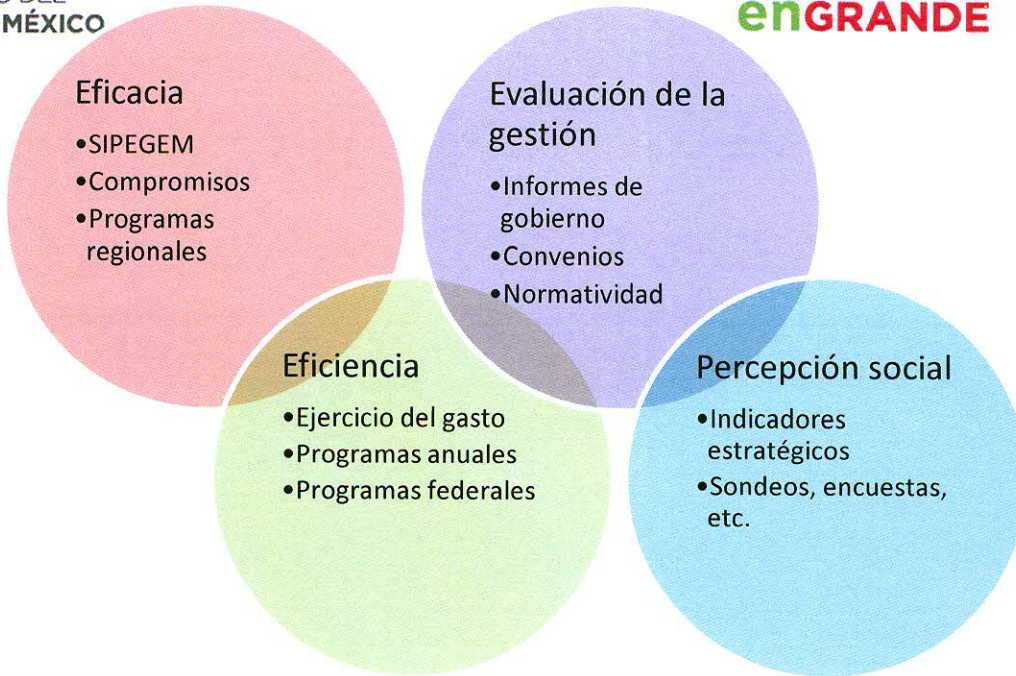 MÉXICO
enGRANDE
Eficacia
•SIPEGEM
•Compromisos
•Programas
regionales
Evaluación de la
gestión
•Informes de
gobierno
•Convenios
•Normatividad
Eficiencia
•Ejercicio del gasto
•Programas anuales
•Programas federales
Percepción social
•Indicadores
estratégicos
•Sondeos, encuestas,
etc.